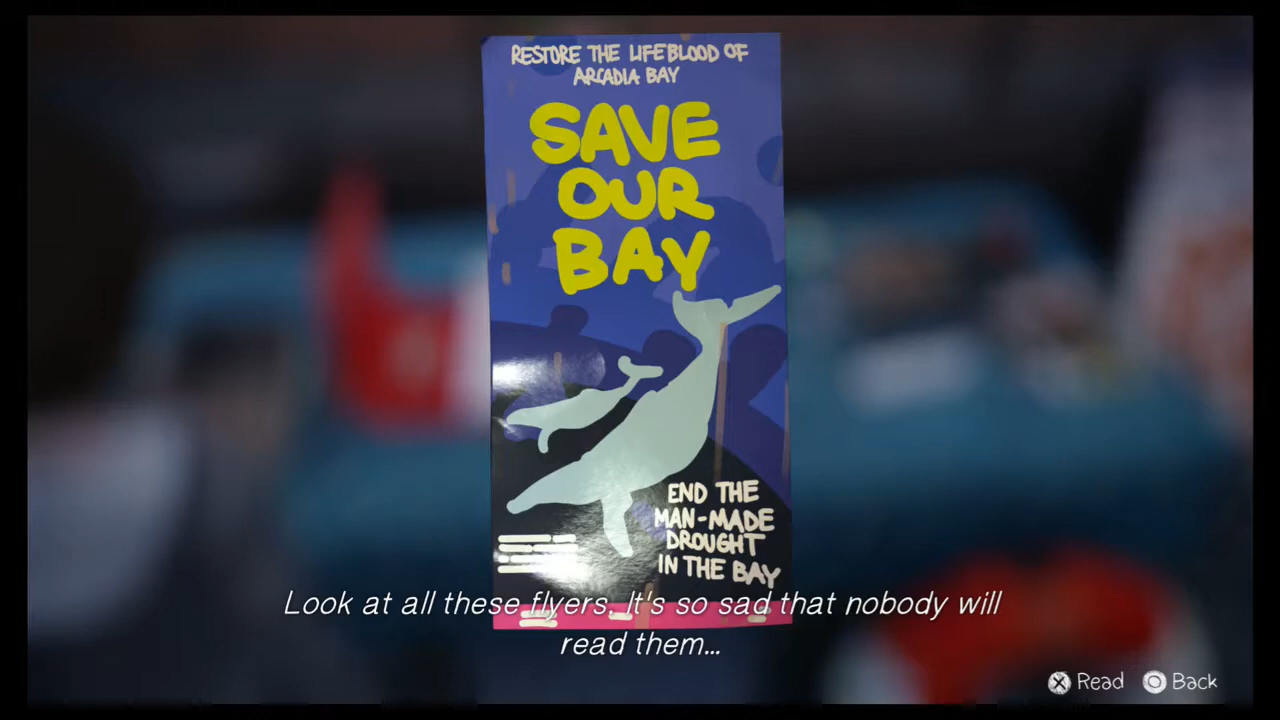 RESTORE THE LIFEBLOOD OF
ARCADIA BAY
SAVE
OUR
BAY
END THE
MAN-MADE
DROUGHT
IN THE BAY
Look at all these flyers. It's so sad that nobody will
read them...
Read Back